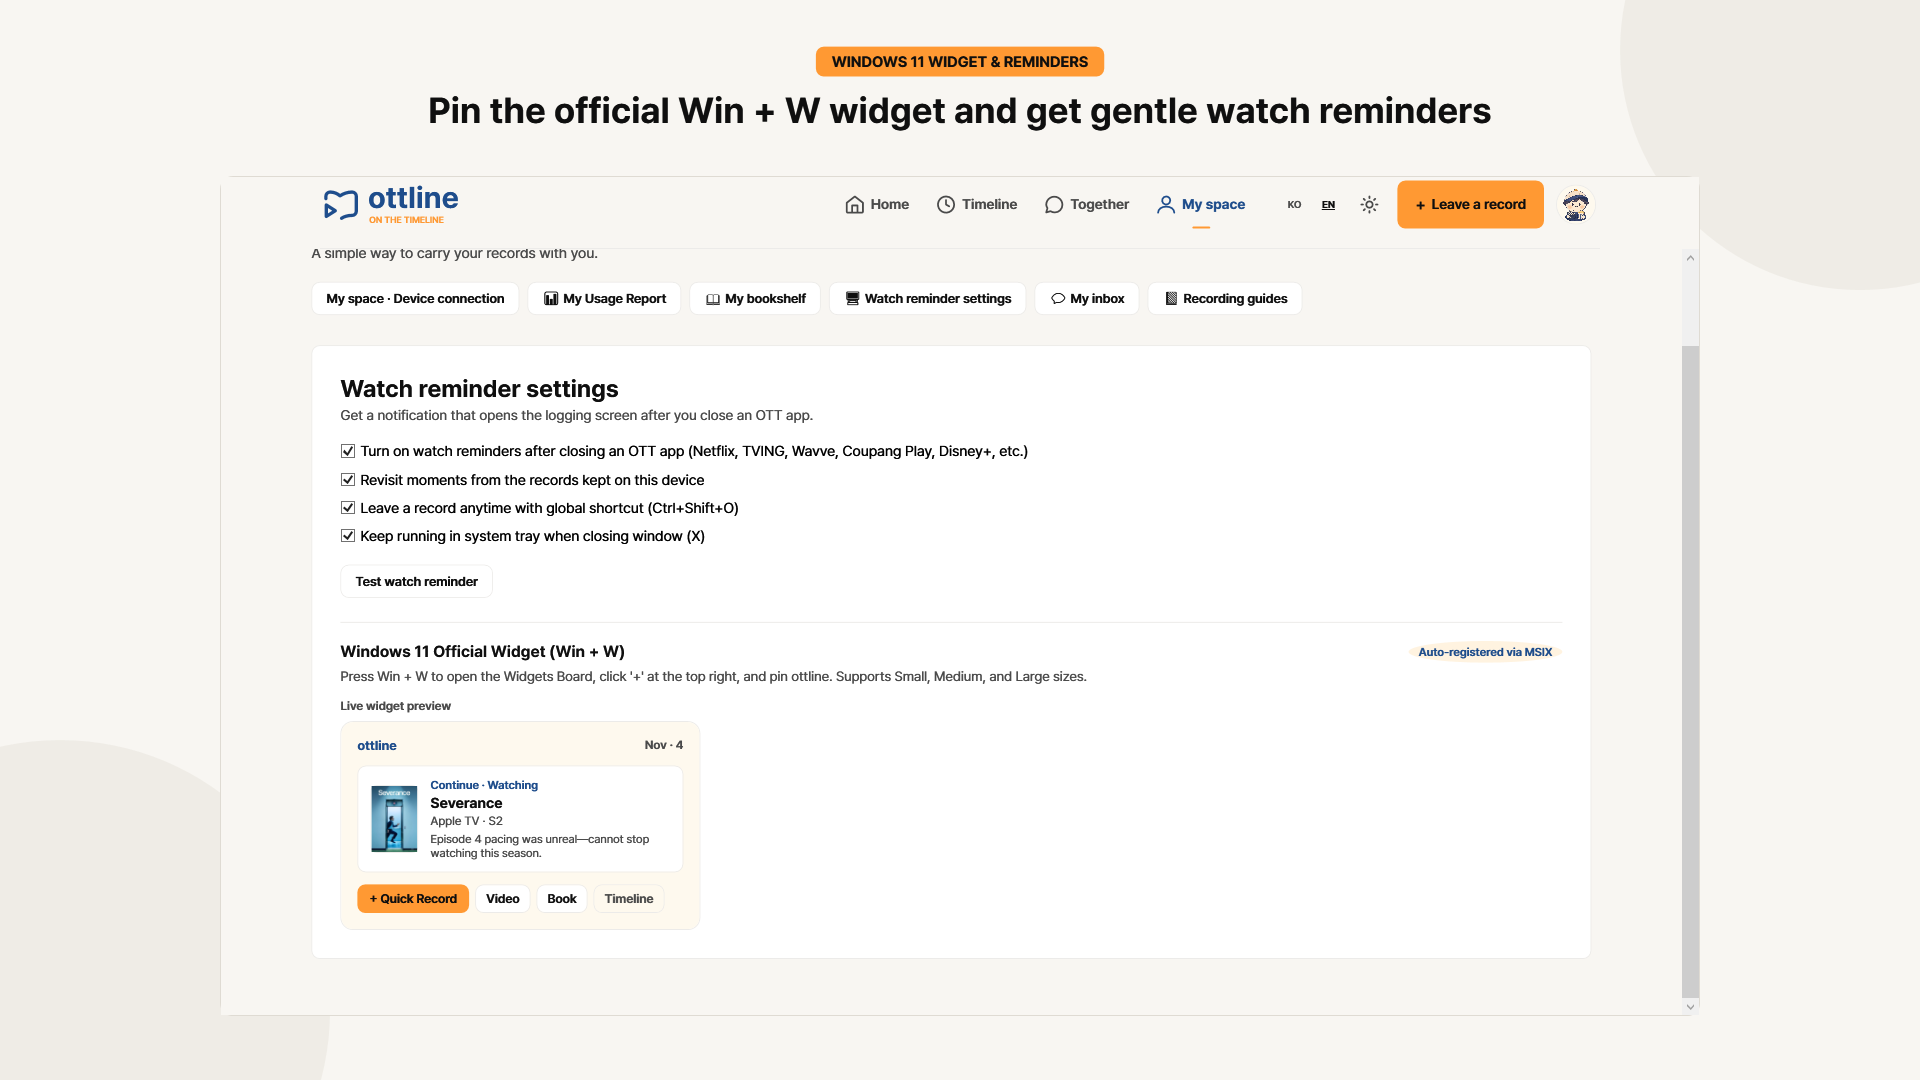 WINDOWS 11 WIDGET & REMINDERS
Pin the official Win + W widget and get gentle watch reminders
ottline
ON THE TIMELINE
Home
Timeline
Together
My space
KO
EN
+ Leave a record
A simple way to carry your records with you.
My space · Device connection
My Usage Report
My bookshelf
Watch reminder settings
My inbox
Recording guides
Watch reminder settings
Get a notification that opens the logging screen after you close an OTT app.
Turn on watch reminders after closing an OTT app (Netflix, TVING, Wavve, Coupang Play, Disney+, etc.)
Revisit moments from the records kept on this device
Leave a record anytime with global shortcut (Ctrl+Shift+O)
Keep running in system tray when closing window (X)
Test watch reminder
Windows 11 Official Widget (Win + W)
Auto-registered via MSIX
Press Win + W to open the Widgets Board, click '+' at the top right, and pin ottline. Supports Small, Medium, and Large sizes.
Live widget preview
ottline
Nov · 4
Severance
Continue · Watching
Severance
Apple TV · S2
Episode 4 pacing was unreal—cannot stop
watching this season.
+ Quick Record
Video
Book
Timeline